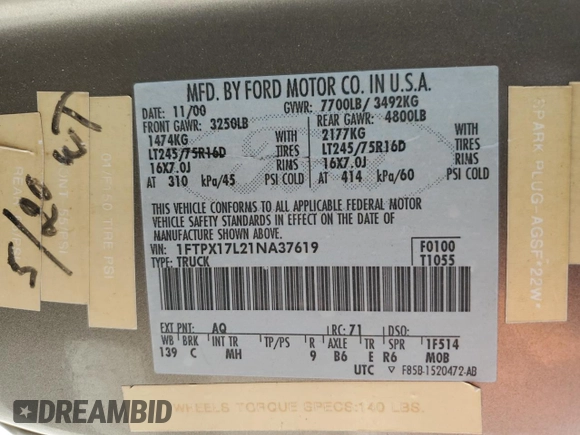 MFD. BY FORD MOTOR CO. IN U.S.A.
DATE: 11/00 GVWR: 7700LB/ 3492KG
FRONT GAWR: 3250LB REAR GAWR: 4800LB
1474KG WITH 2177KG WITH
LT245/75R16D TIRES LT245/75R16D TIRES
16X7.0J RIMS 16X7.0J RIMS
AT 310 kPa/45 PSI COLD AT 414 kPa/60 PSI COLD
THIS VEHICLE CONFORMS TO ALL APPLICABLE FEDERAL MOTOR
VEHICLE SAFETY STANDARDS IN EFFECT ON THE DATE OF
MANUFACTURE SHOWN ABOVE.
VIN: 1FTPX17L21NA37619 F0100
TYPE: TRUCK T1055
EXT PNT: AQ RC: 71 DSO:
WB BRK INT TR TP/PS R AXLE TR SPR 1F514
139 C MH 9 B6 E R6 M0B
UTC ▽ F85B-1520472-AB
5/20 WT
SPARK PLUG-AGSF*22W*
WHEELS TORQUE SPECS:140 LBS.
DREAMBID